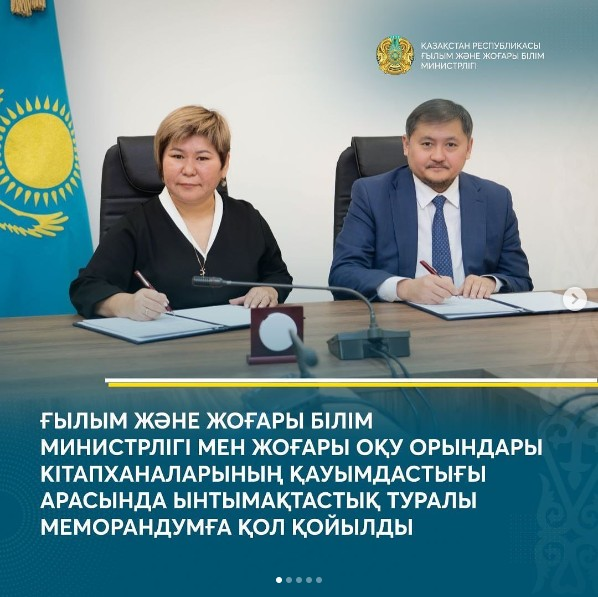 ҚАЗАҚСТАН РЕСПУБЛИКАСЫ
ҒЫЛЫМ ЖӘНЕ ЖОҒАРЫ БІЛІМ
МИНИСТРЛІГІ
ҒЫЛЫМ ЖӘНЕ ЖОҒАРЫ БІЛІМ
МИНИСТРЛІГІ МЕН ЖОҒАРЫ ОҚУ ОРЫНДАРЫ
КІТАПХАНАЛАРЫНЫҢ ҚАУЫМДАСТЫҒЫ
АРАСЫНДА ЫНТЫМАҚТАСТЫҚ ТУРАЛЫ
МЕМОРАНДУМҒА ҚОЛ ҚОЙЫЛДЫ